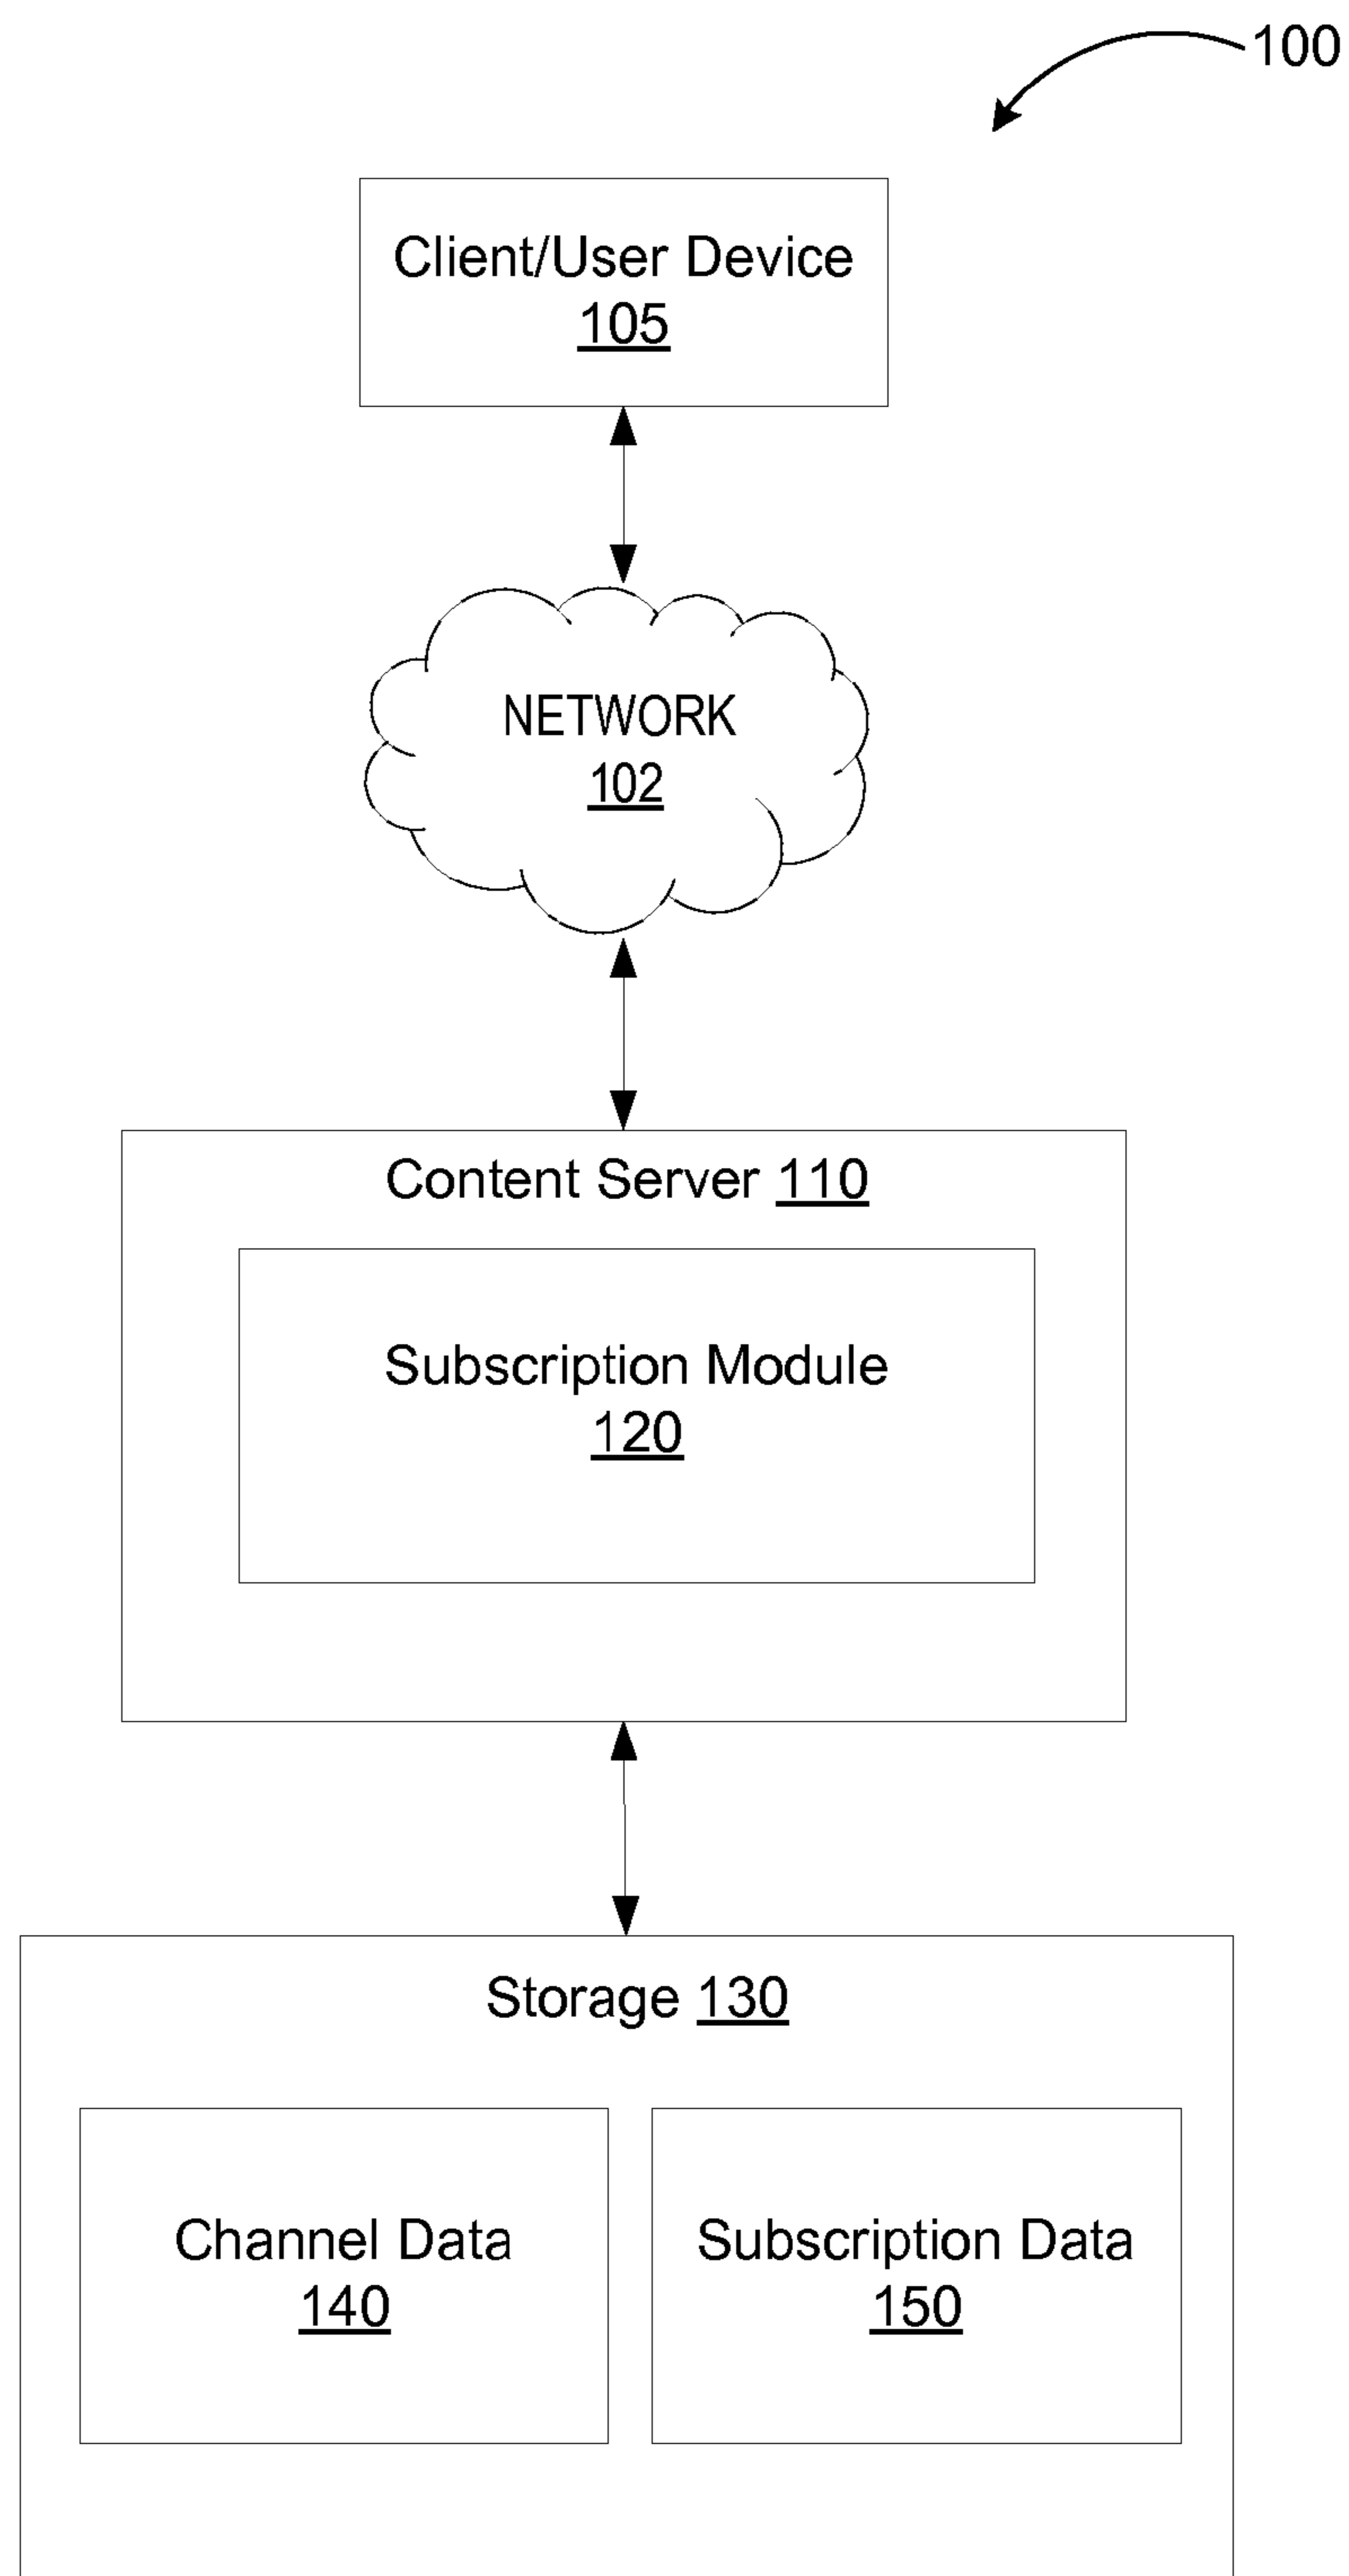 100
Client/User Device
105
NETWORK
102
Content Server 110
Subscription Module
120
Storage 130
Channel Data
140
Subscription Data
150